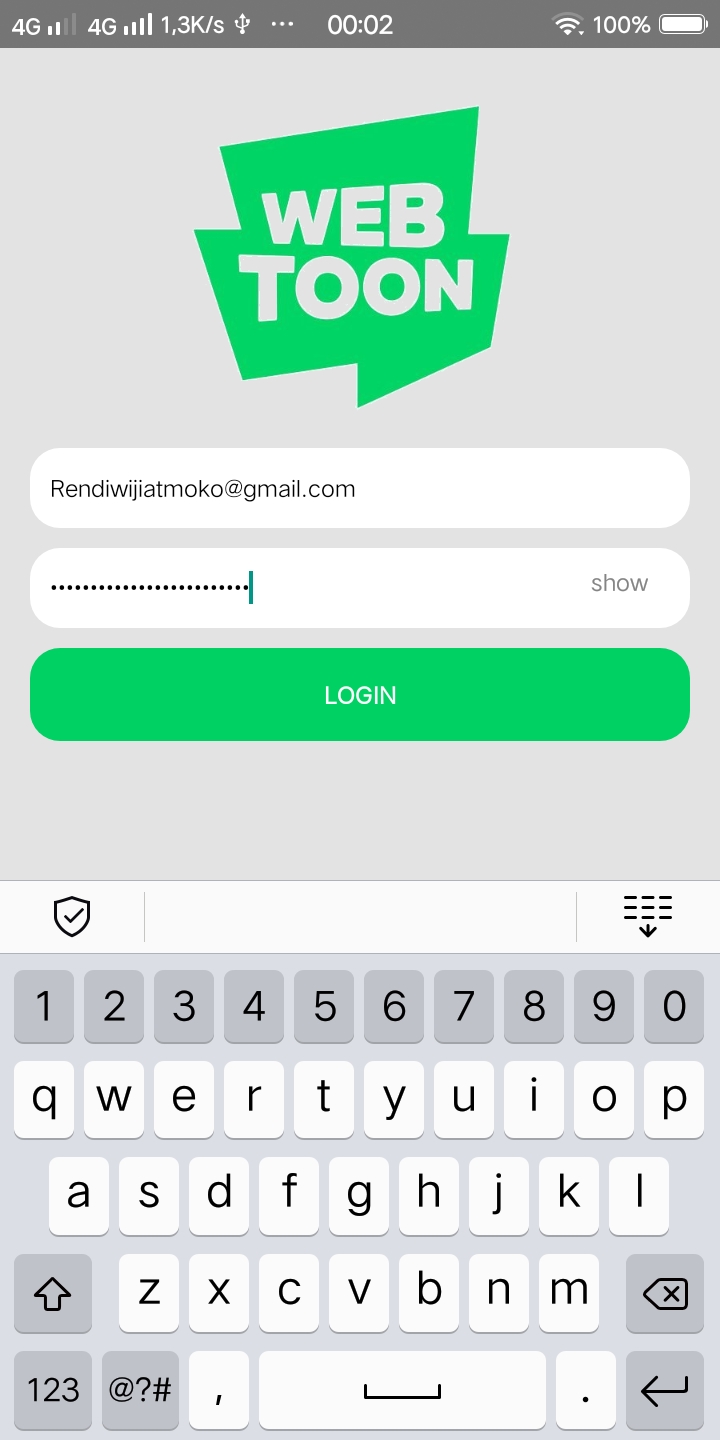 4G 4G 1,3K/s ... 00:02 100%
WEB
TOON
Rendiwijiatmoko@gmail.com
••••••••••••••••••••••••• show
LOGIN
1 2 3 4 5 6 7 8 9 0
q w e r t y u i o p
a s d f g h j k l
z x c v b n m
123 @?# , .